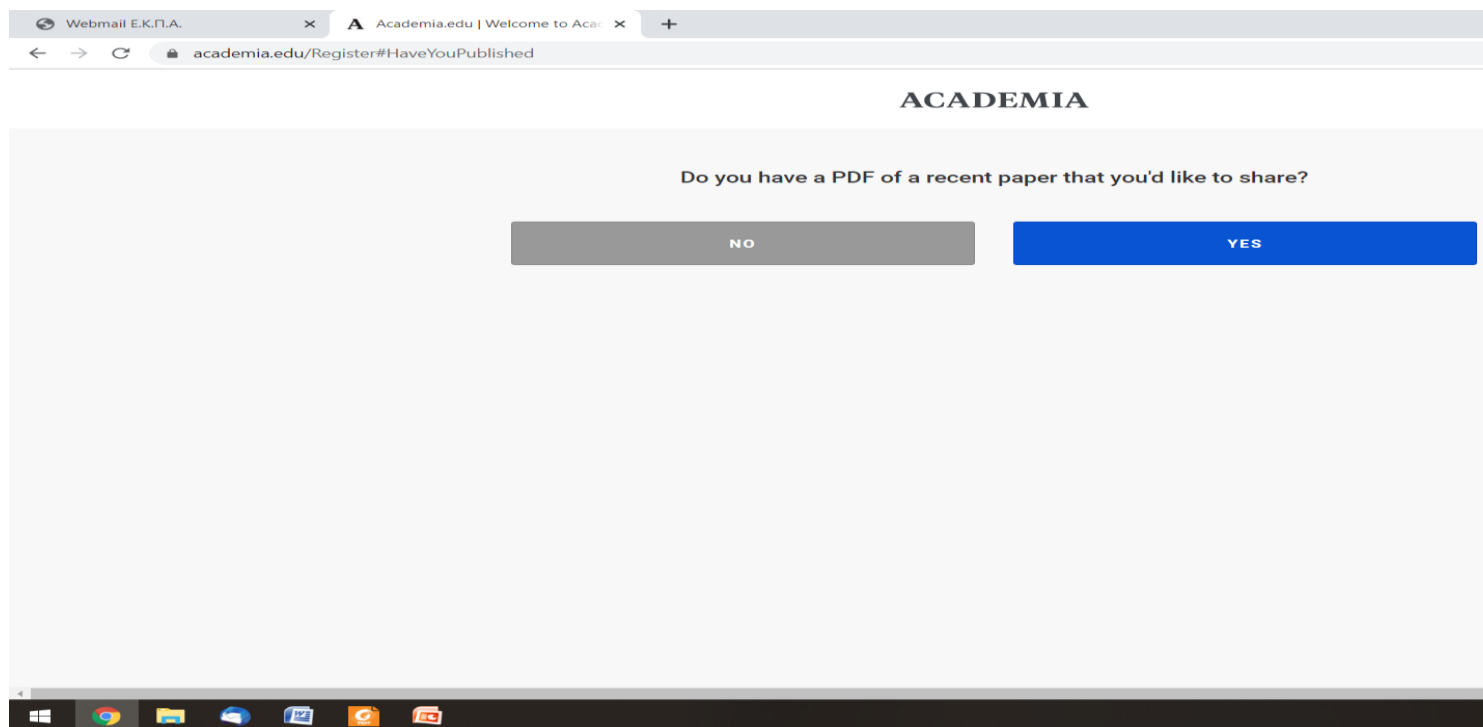 Webmail Ε.Κ.Π.Α.
Academia.edu | Welcome to Acac
academia.edu/Register#HaveYouPublished
ACADEMIA
Do you have a PDF of a recent paper that you'd like to share?
NO
YES